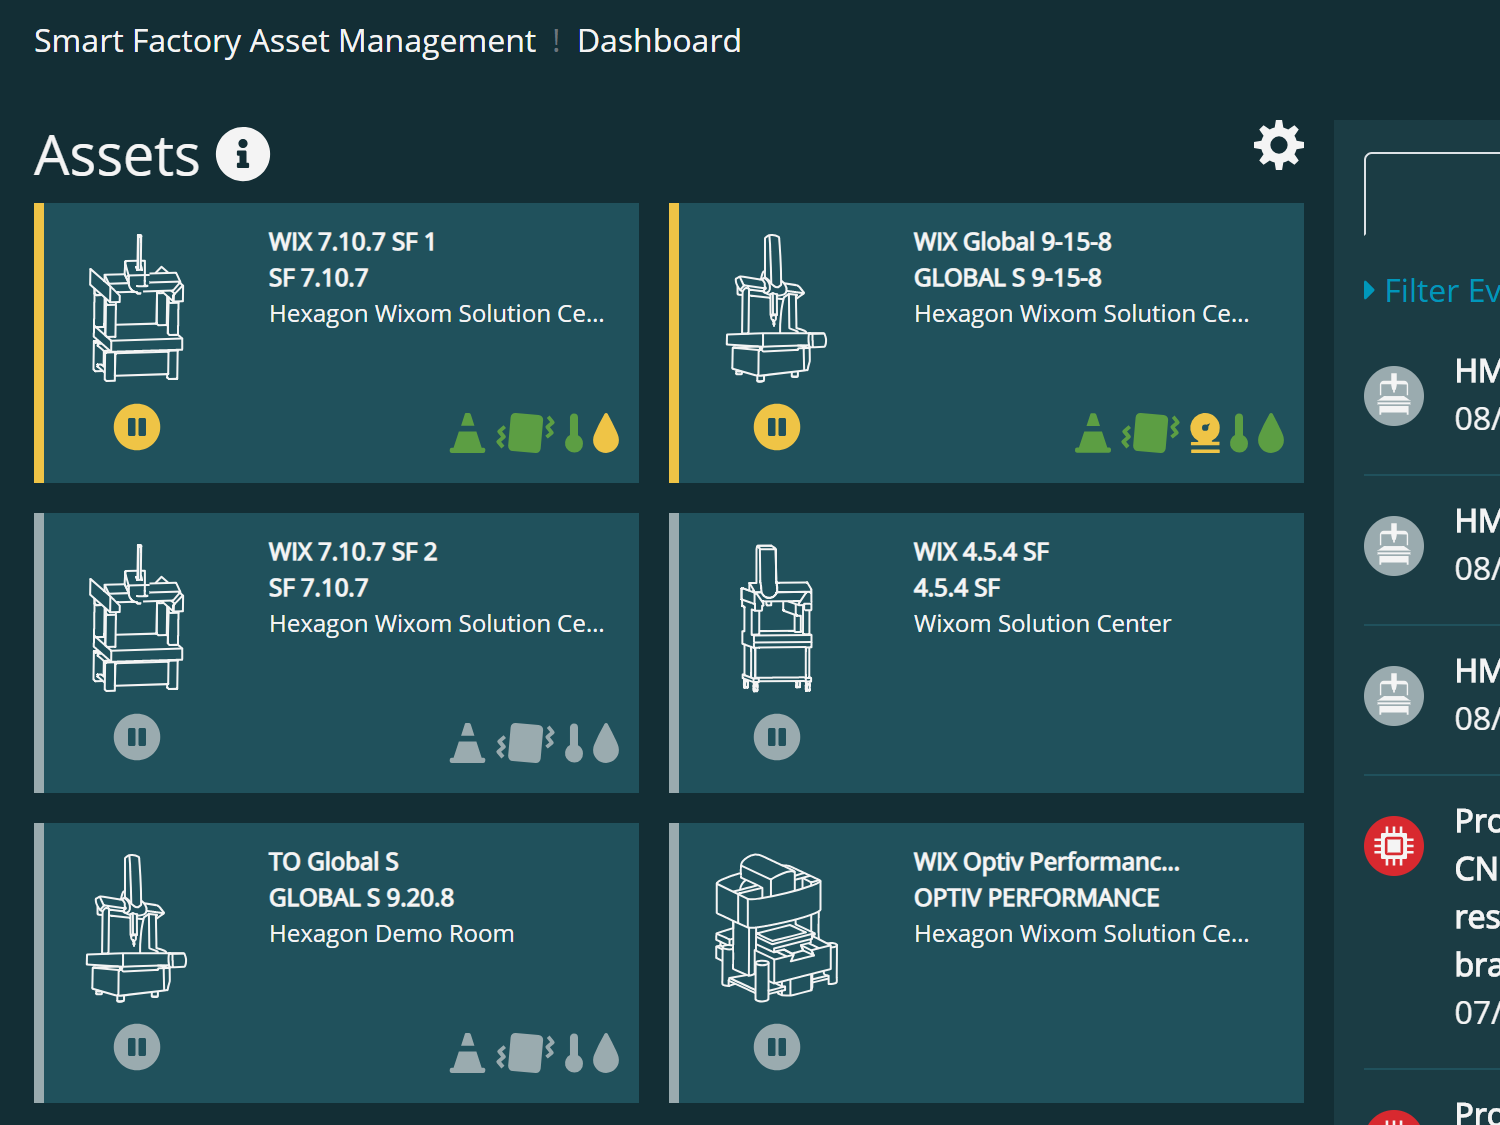 Smart Factory Asset Management ! Dashboard
Assets
WIX 7.10.7 SF 1
SF 7.10.7
Hexagon Wixom Solution Ce...
WIX Global 9-15-8
GLOBAL S 9-15-8
Hexagon Wixom Solution Ce...
WIX 7.10.7 SF 2
SF 7.10.7
Hexagon Wixom Solution Ce...
WIX 4.5.4 SF
4.5.4 SF
Wixom Solution Center
TO Global S
GLOBAL S 9.20.8
Hexagon Demo Room
WIX Optiv Performanc...
OPTIV PERFORMANCE
Hexagon Wixom Solution Ce...
Filter Ev
HM
08/
HM
08/
HM
08/
Pro
CN
res
bra
07/
Pro